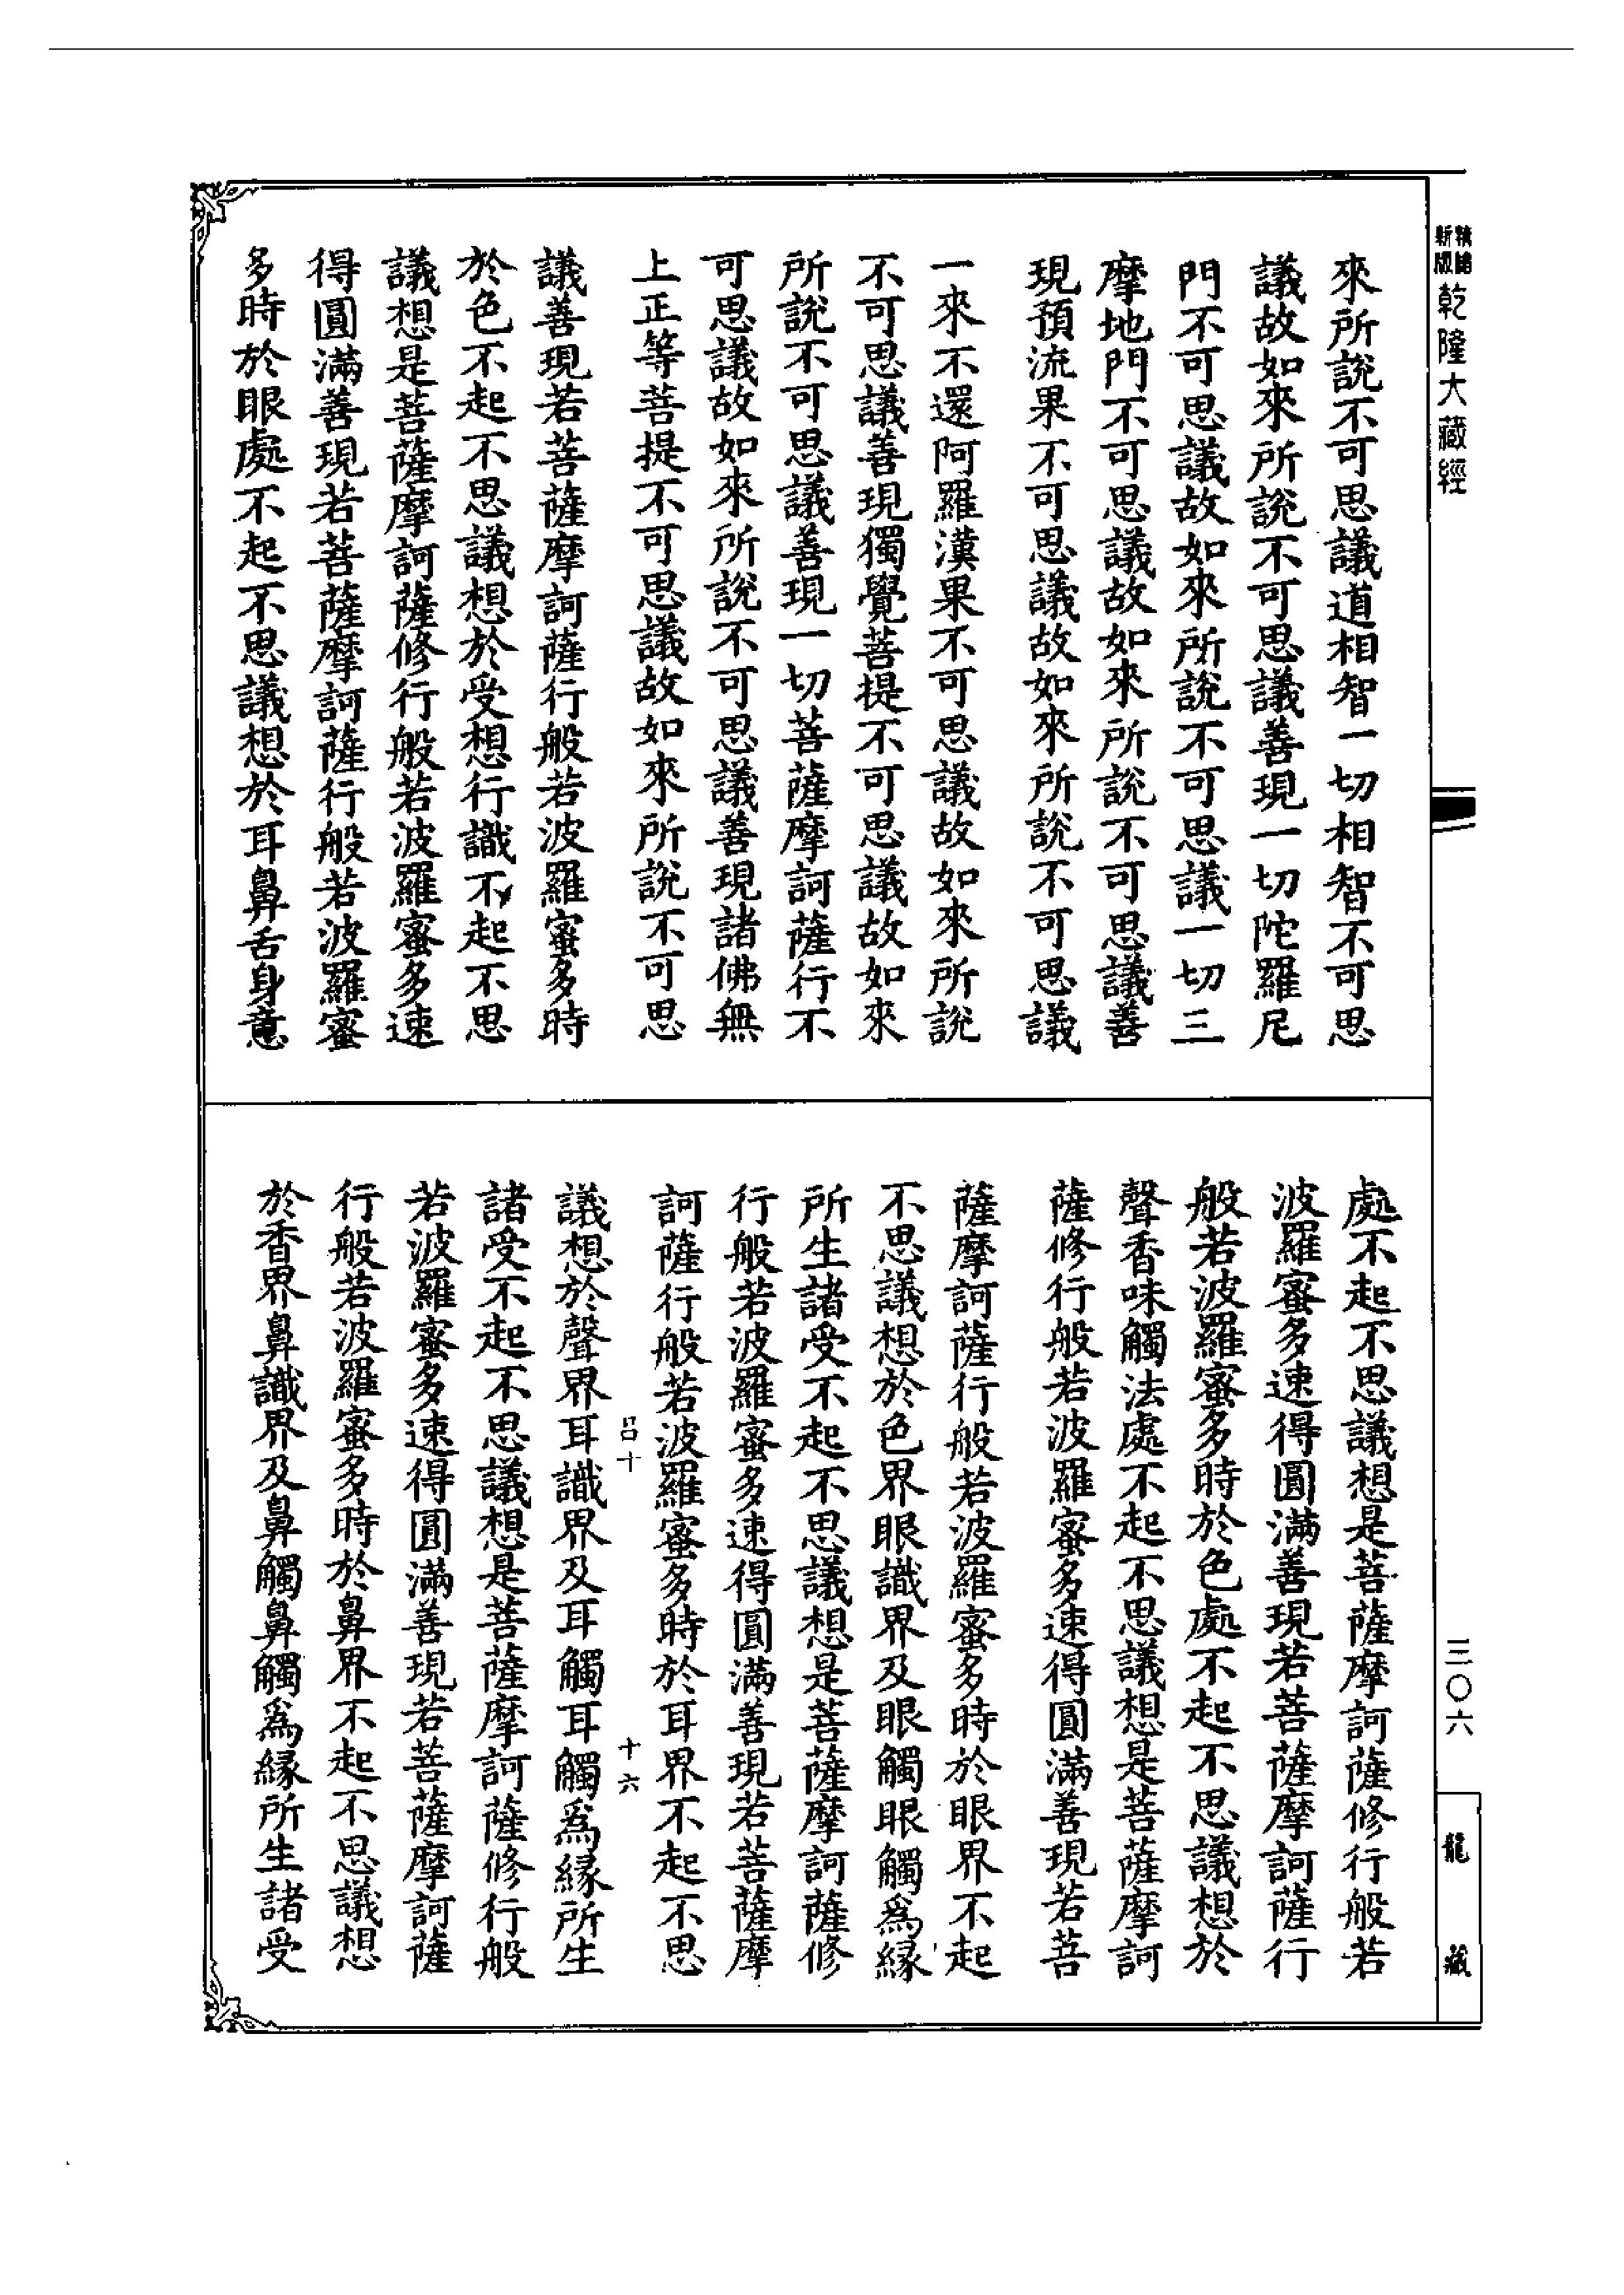 來所說不可思議道相智一切相智不可思
議故如來所說不可思議善現一切陀羅尼
門不可思議故如來所說不可思議一切三
摩地門不可思議故如來所說不可思議善
現預流果不可思議故如來所說不可思議
一來不還阿羅漢果不可思議故如來所說
不可思議善現獨覺菩提不可思議故如來
所說不可思議善現一切菩薩摩訶薩行不
可思議故如來所說不可思議善現諸佛無
上正等菩提不可思議故如來所說不可思
議善現若菩薩摩訶薩行般若波羅蜜多時
於色不起不思議想於受想行識不起不思
議想是菩薩摩訶薩修行般若波羅蜜多速
得圓滿善現若菩薩摩訶薩行般若波羅蜜
多時於眼處不起不思議想於耳鼻舌身意
處不起不思議想是菩薩摩訶薩修行般若
波羅蜜多速得圓滿善現若菩薩摩訶薩行
般若波羅蜜多時於色處不起不思議想於
聲香味觸法處不起不思議想是菩薩摩訶
薩修行般若波羅蜜多速得圓滿善現若菩
薩摩訶薩行般若波羅蜜多時於眼界不起
不思議想於色界眼識界及眼觸眼觸爲緣
所生諸受不起不思議想是菩薩摩訶薩修
行般若波羅蜜多速得圓滿善現若菩薩摩
訶薩行般若波羅蜜多時於耳界不起不思
吕十 十六
議想於聲界耳識界及耳觸耳觸爲緣所生
諸受不起不思議想是菩薩摩訶薩修行般
若波羅蜜多速得圓滿善現若菩薩摩訶薩
行般若波羅蜜多時於鼻界不起不思議想
於香界鼻識界及鼻觸鼻觸爲緣所生諸受
新版
乾隆大藏經
三〇六
龍藏